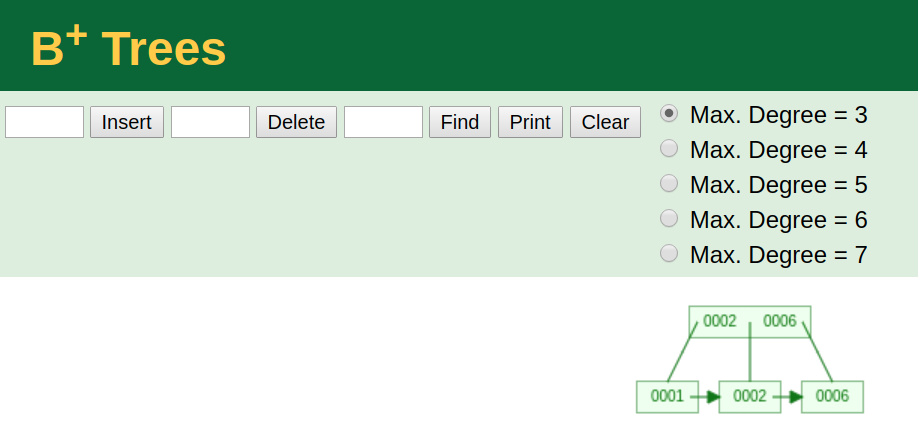 B+ Trees
Insert Delete Find Print Clear
Max. Degree = 3
Max. Degree = 4
Max. Degree = 5
Max. Degree = 6
Max. Degree = 7
0002 0006
0001 0002 0006